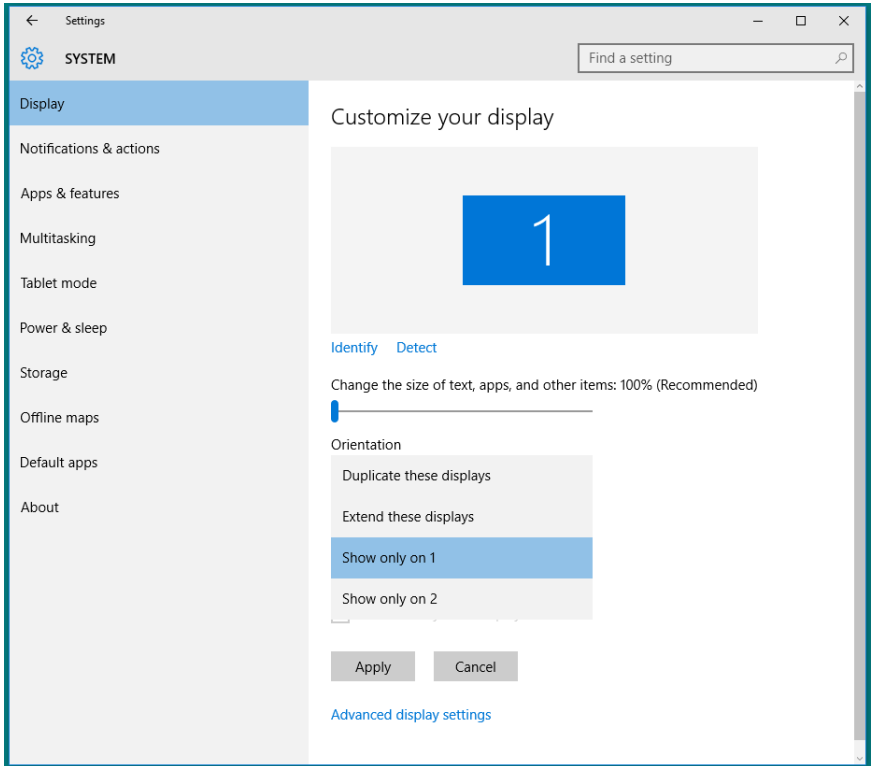 Settings
SYSTEM
Find a setting
Display
Notifications & actions
Apps & features
Multitasking
Tablet mode
Power & sleep
Storage
Offline maps
Default apps
About
Customize your display
1
Identify Detect
Change the size of text, apps, and other items: 100% (Recommended)
Orientation
Duplicate these displays
Extend these displays
Show only on 1
Show only on 2
Apply Cancel
Advanced display settings